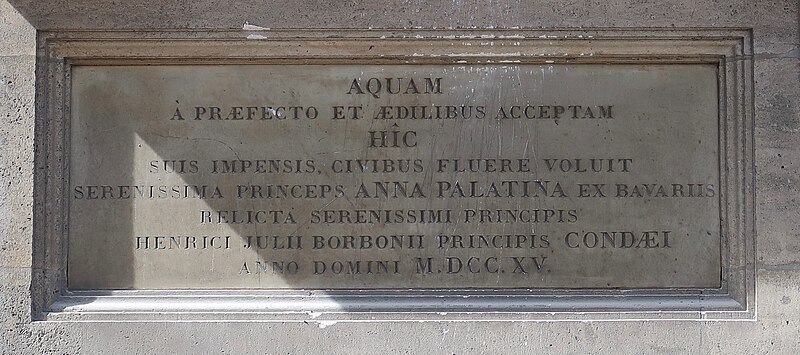 AQUAM
À PRÆFECTO ET ÆDILIBUS ACCEPTAM
HÎC
SUIS IMPENSIS, CIVIBUS FLUERE VOLUIT
SERENISSIMA PRINCEPS ANNA PALATINA EX BAVARIIS
RELICTA SERENISSIMI PRINCIPIS
HENRICI JULII BORBONII PRINCIPIS CONDÆI
ANNO DOMINI M.DCC.XV.